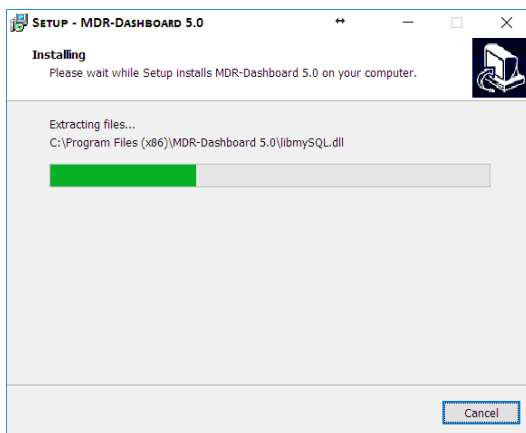 Setup - MDR-Dashboard 5.0
Installing
Please wait while Setup installs MDR-Dashboard 5.0 on your computer.
Extracting files...
C:\Program Files (x86)\MDR-Dashboard 5.0\libmySQL.dll
Cancel